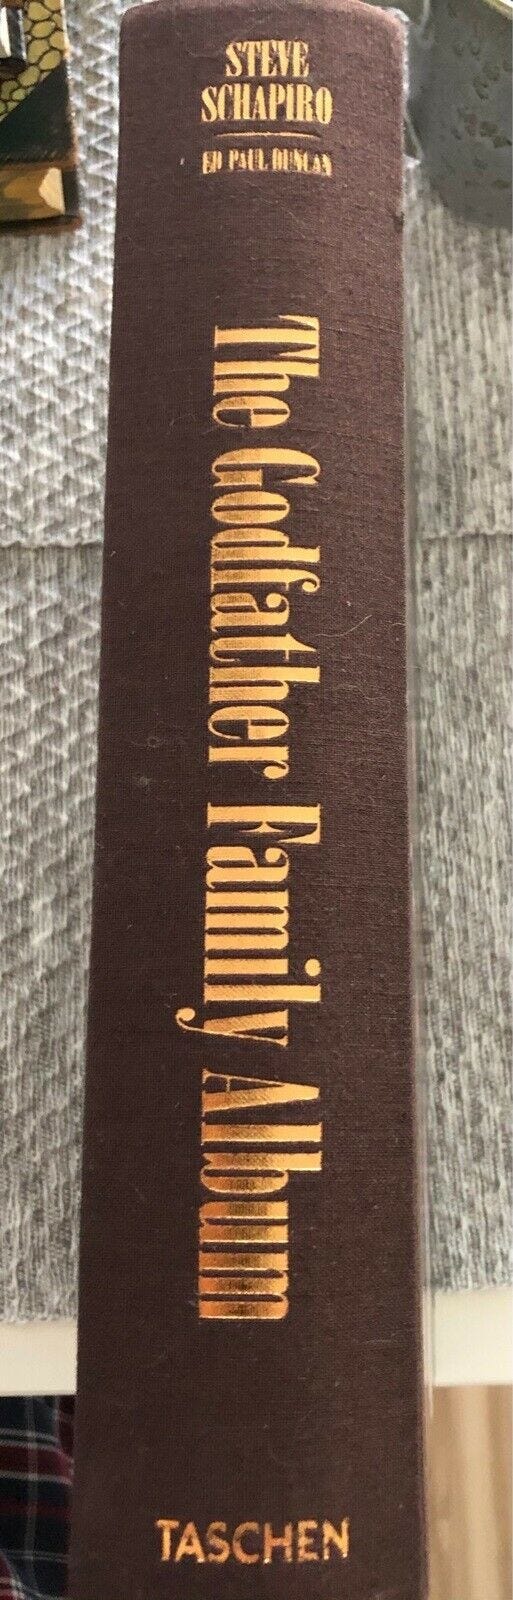 STEVE
SCHAPIRO
ED PAUL DUNCAN
The Godfather Family Album
TASCHEN